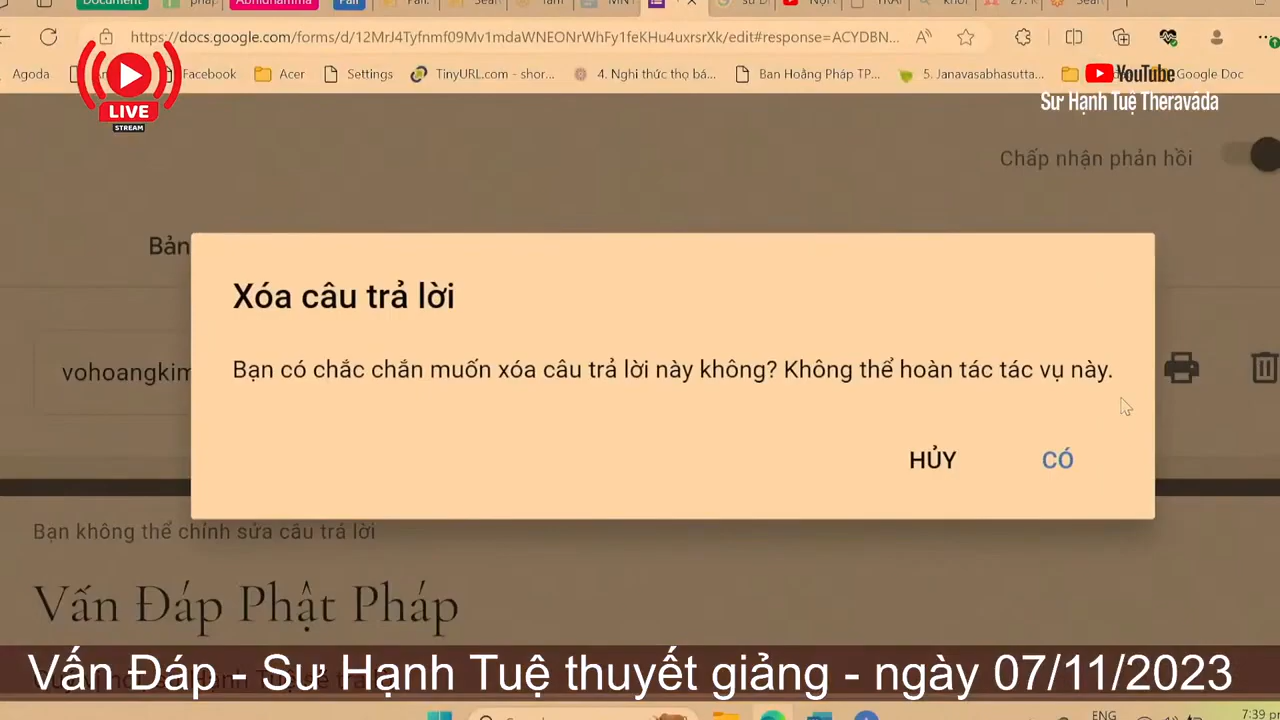 Document
Abhidhamma
Pali
https://docs.google.com/forms/d/12MrJ4Tyfnmf09Mv1mdaWNEONrWhFy1feKHu4uxrsrXk/edit#response=ACYDBN...
Agoda
Facebook
Acer
Settings
TinyURL.com - shor...
4. Nghi thức thọ bá...
Ban Hoằng Pháp TP...
5. Janavasabhasutta...
Google Doc
LIVE
STREAM
YouTube
Sư Hạnh Tuệ Theravāda
Chấp nhận phản hồi
Bản
Xóa câu trả lời
Bạn có chắc chắn muốn xóa câu trả lời này không? Không thể hoàn tác tác vụ này.
vohoangkim
HỦY CÓ
Bạn không thể chỉnh sửa câu trả lời
Vấn Đáp Phật Pháp
Vấn Đáp - Sư Hạnh Tuệ thuyết giảng - ngày 07/11/2023
ENG
7:39